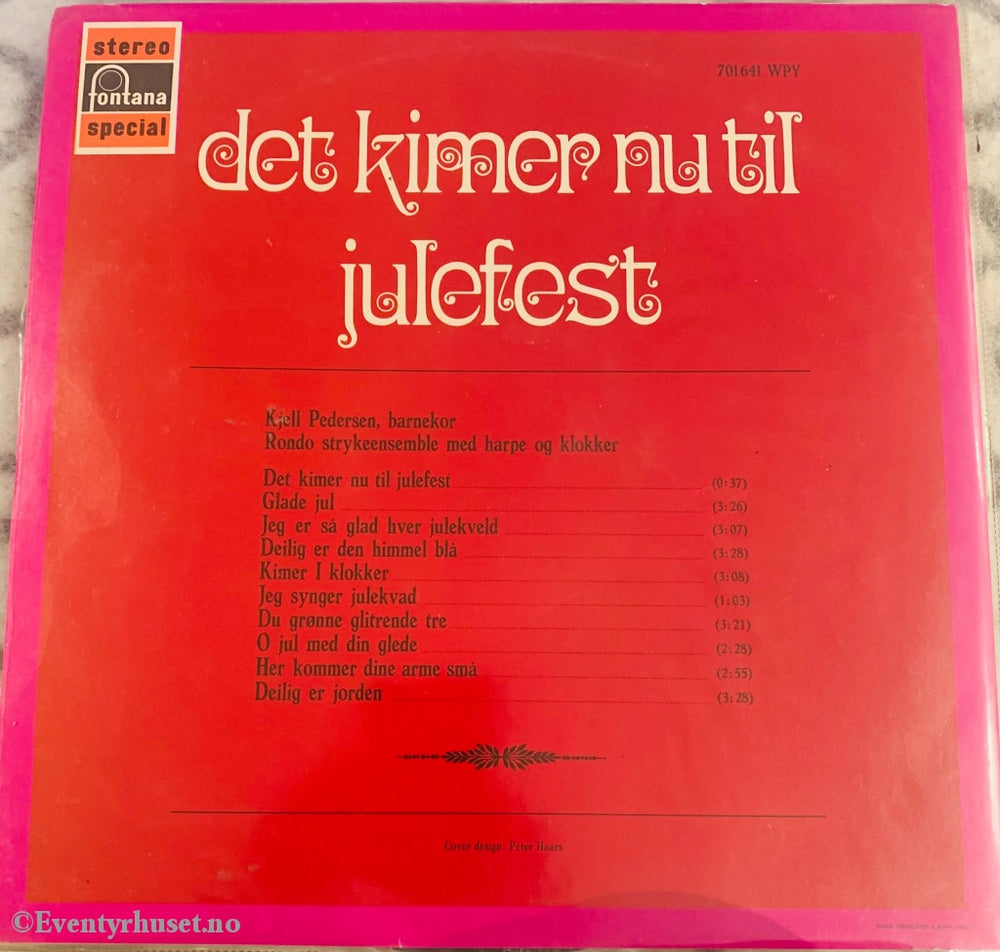 stereo
fontana
special
701641 WPY
det kimer nu til
julefest
Kjell Pedersen, barnekor
Rondo strykeensemble med harpe og klokker
Det kimer nu til julefest (0:37)
Glade jul (3:26)
Jeg er så glad hver julekveld (3:07)
Deilig er den himmel blå (3:28)
Kimer I klokker (3:08)
Jeg synger julekvad (1:03)
Du grønne glitrende tre (3:21)
O jul med din glede (2:28)
Her kommer dine arme små (2:55)
Deilig er jorden (3:28)
Cover design: Peter Haars
©Eventyrhuset.no